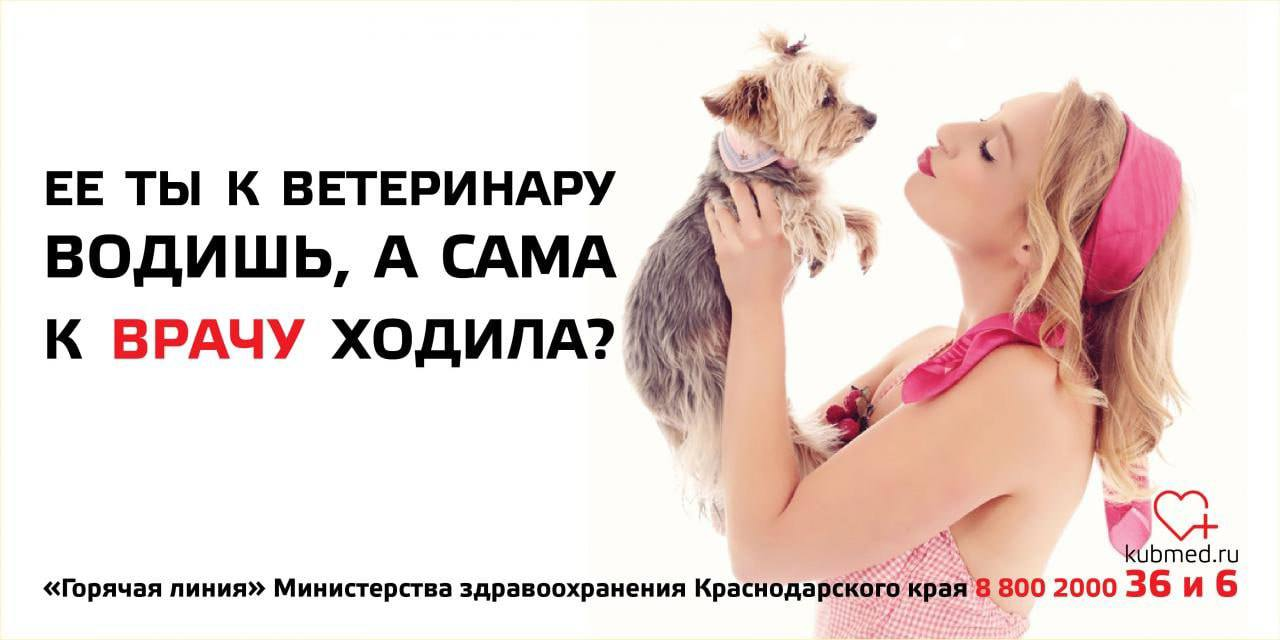 ЕЕ ТЫ К ВЕТЕРИНАРУ
ВОДИШЬ, А САМА
К ВРАЧУ ХОДИЛА?
kubmed.ru
«Горячая линия» Министерства здравоохранения Краснодарского края 8 800 2000 36 и 6